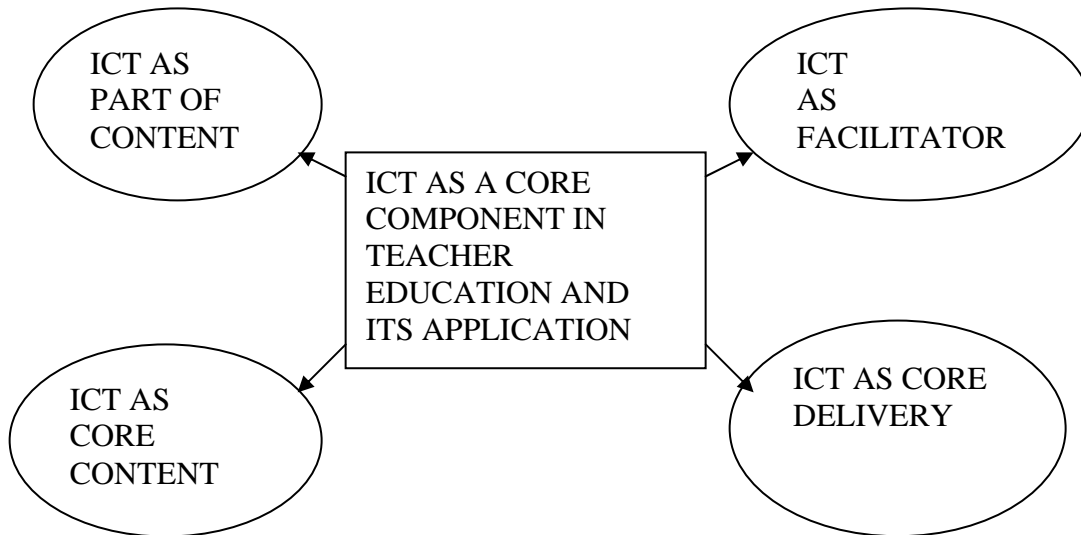 ICT AS
PART OF
CONTENT
ICT
AS
FACILITATOR
ICT AS A CORE
COMPONENT IN
TEACHER
EDUCATION AND
ITS APPLICATION
ICT AS
CORE
CONTENT
ICT AS CORE
DELIVERY